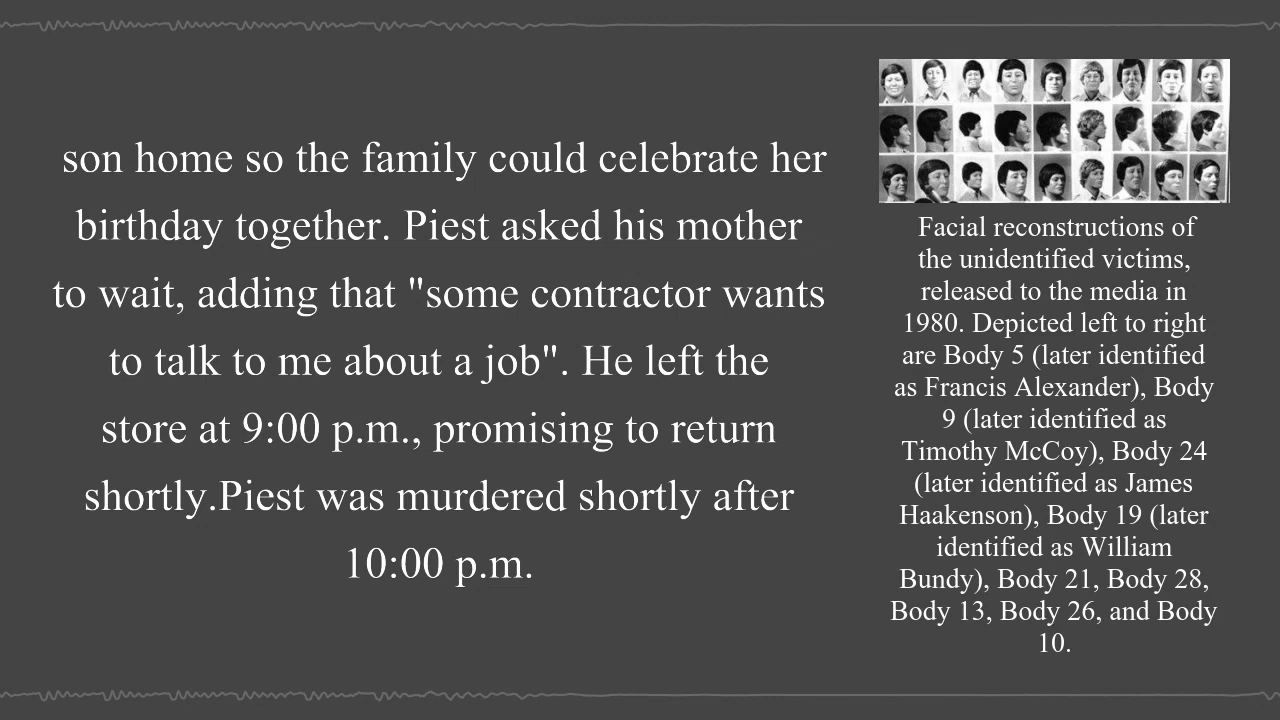 son home so the family could celebrate her
birthday together. Piest asked his mother
to wait, adding that "some contractor wants
to talk to me about a job". He left the
store at 9:00 p.m., promising to return
shortly.Piest was murdered shortly after
10:00 p.m.
Facial reconstructions of
the unidentified victims,
released to the media in
1980. Depicted left to right
are Body 5 (later identified
as Francis Alexander), Body
9 (later identified as
Timothy McCoy), Body 24
(later identified as James
Haakenson), Body 19 (later
identified as William
Bundy), Body 21, Body 28,
Body 13, Body 26, and Body
10.